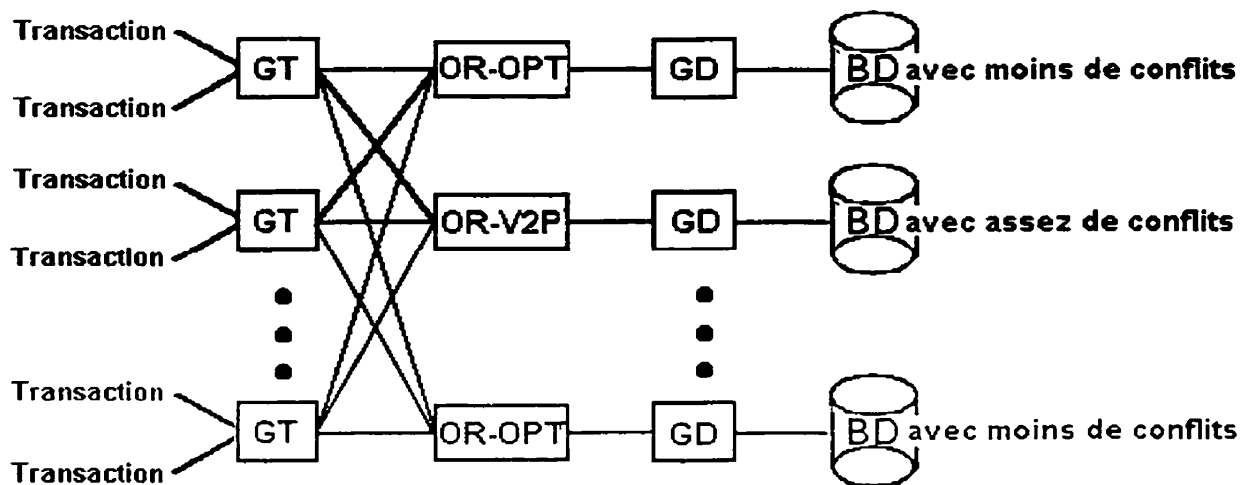 Transaction
GT OR-OPT GD BD avec moins de conflits
Transaction
Transaction
GT OR-V2P GD BD avec assez de conflits
Transaction
Transaction
GT OR-OPT GD BD avec moins de conflits
Transaction